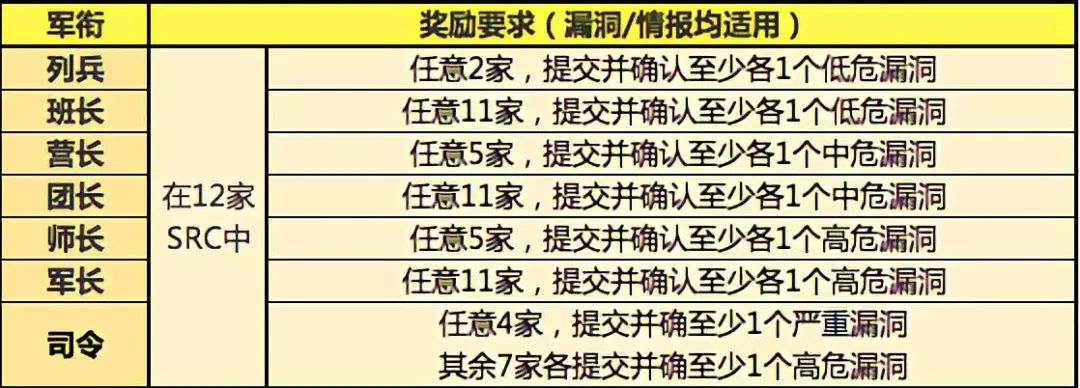 军衔 奖励要求（漏洞/情报均适用）
列兵 任意2家，提交并确认至少各1个低危漏洞
班长 任意11家，提交并确认至少各1个低危漏洞
营长 任意5家，提交并确认至少各1个中危漏洞
团长 在12家 任意11家，提交并确认至少各1个中危漏洞
师长 SRC中 任意5家，提交并确认至少各1个高危漏洞
军长 任意11家，提交并确认至少各1个高危漏洞
司令 任意4家，提交并确至少1个严重漏洞
其余7家各提交并确至少1个高危漏洞